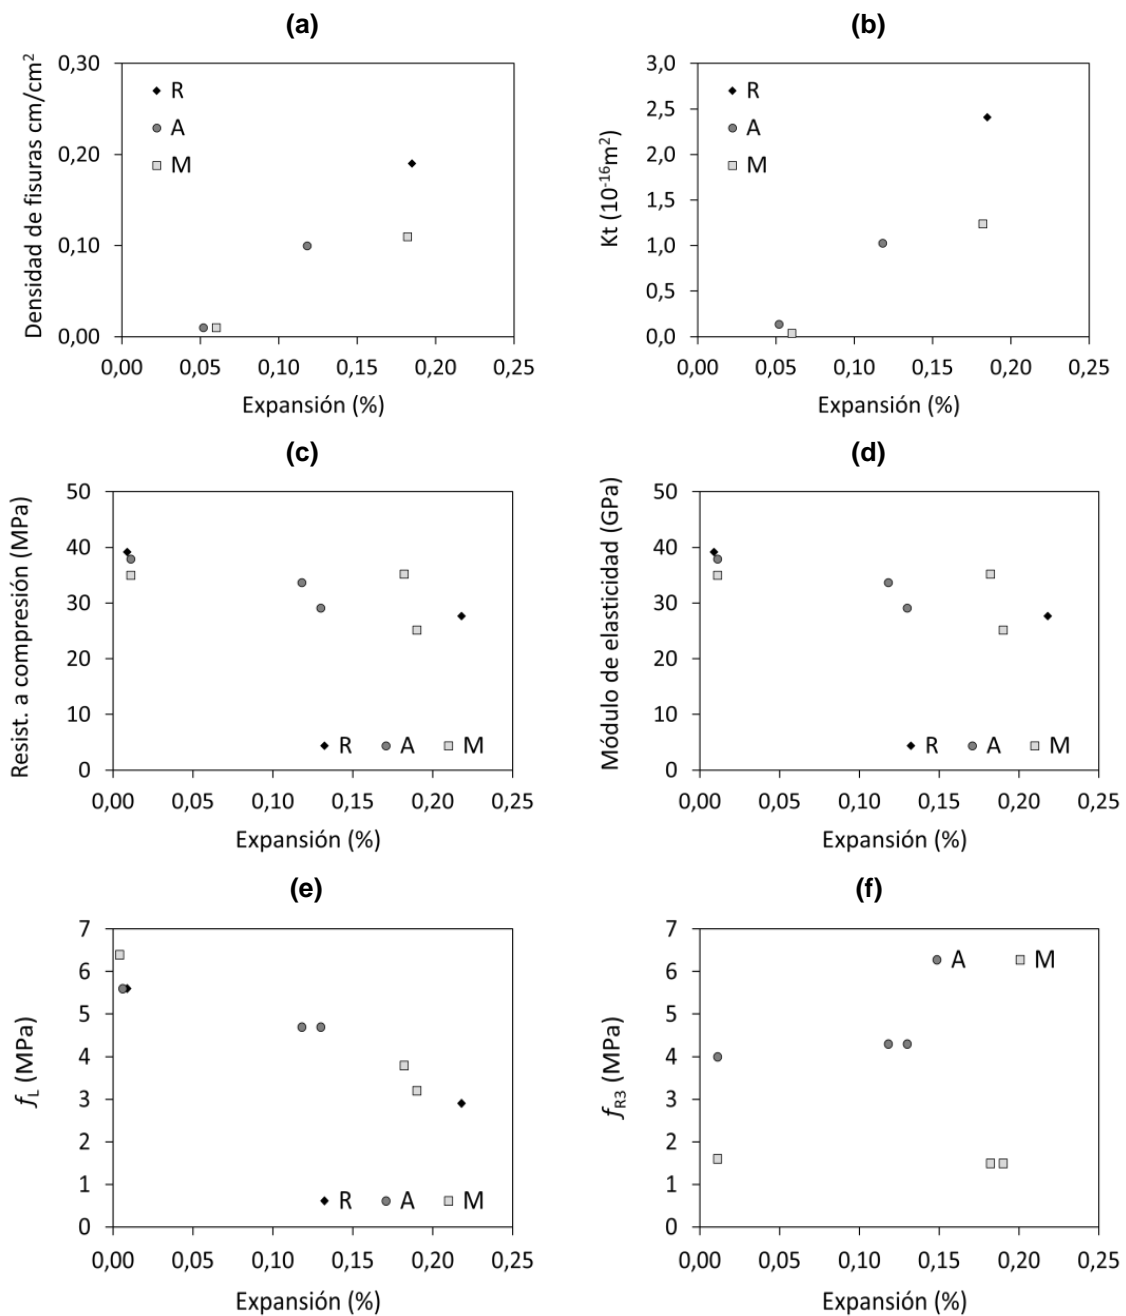 (a)
Densidad de fisuras cm/cm²
0,30
0,20
0,10
0,00
R
A
M
0,00 0,05 0,10 0,15 0,20 0,25
Expansión (%)
(b)
Kt (10⁻¹⁶m²)
3,0
2,5
2,0
1,5
1,0
0,5
0,0
R
A
M
0,00 0,05 0,10 0,15 0,20 0,25
Expansión (%)
(c)
Resist. a compresión (MPa)
50
40
30
20
10
0
R A M
0,00 0,05 0,10 0,15 0,20 0,25
Expansión (%)
(d)
Módulo de elasticidad (GPa)
50
40
30
20
10
0
R A M
0,00 0,05 0,10 0,15 0,20 0,25
Expansión (%)
(e)
fL (MPa)
7
6
5
4
3
2
1
0
R A M
0,00 0,05 0,10 0,15 0,20 0,25
Expansión (%)
(f)
fR3 (MPa)
7
6
5
4
3
2
1
0
A M
0,00 0,05 0,10 0,15 0,20 0,25
Expansión (%)